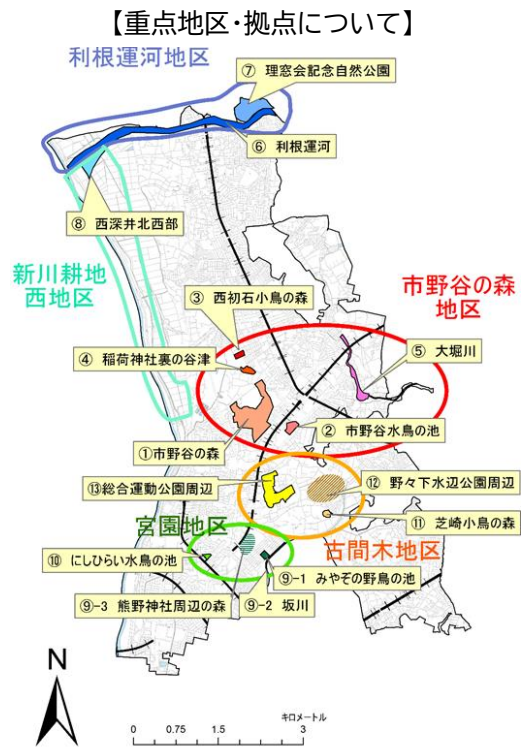 【重点地区・拠点について】
利根運河地区
⑦ 理窓会記念自然公園
⑥ 利根運河
⑧ 西深井北西部
新川耕地
西地区
市野谷の森
地区
③ 西初石小鳥の森
④ 稲荷神社裏の谷津
⑤ 大堀川
② 市野谷水鳥の池
①市野谷の森
⑬総合運動公園周辺
⑫ 野々下水辺公園周辺
宮園地区
⑪ 芝崎小鳥の森
古間木地区
⑩ にしひらい水鳥の池
⑨-1 みやぞの野鳥の池
⑨-3 熊野神社周辺の森
⑨-2 坂川
N
キロメートル
0 0.75 1.5 3